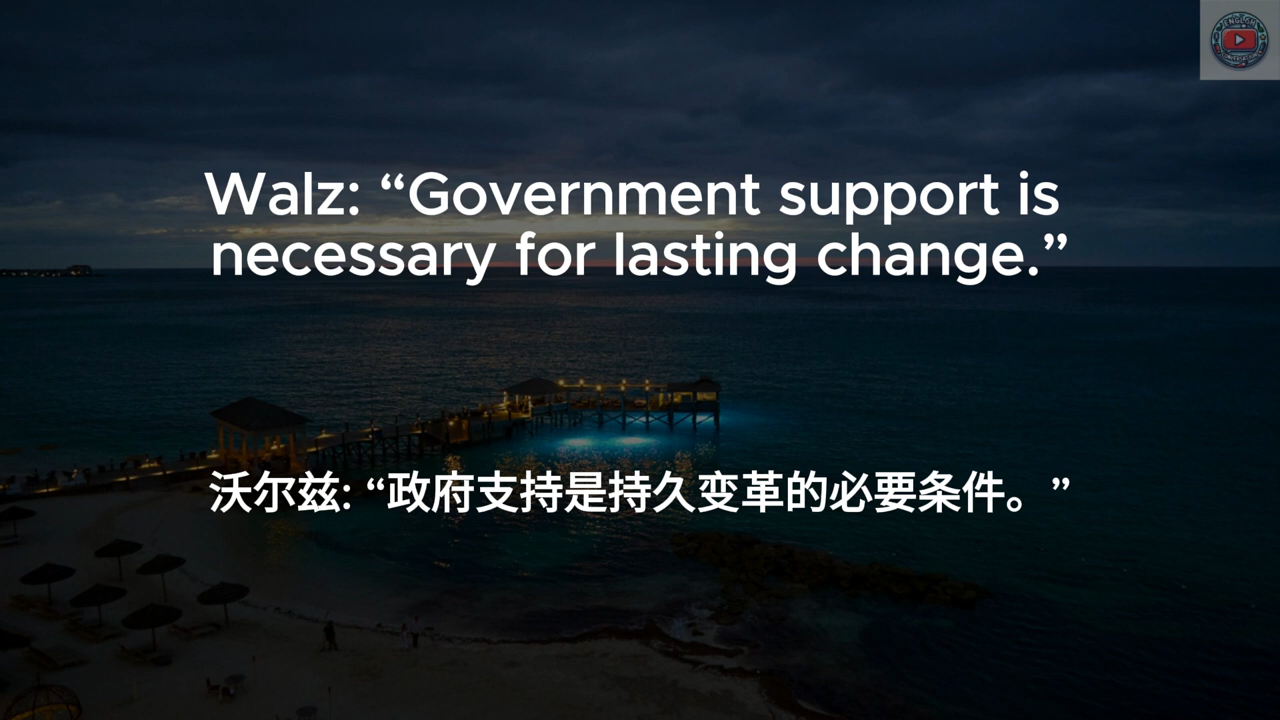 Walz: “Government support is
necessary for lasting change.”
沃尔兹: “政府支持是持久变革的必要条件。”
ENGLISH